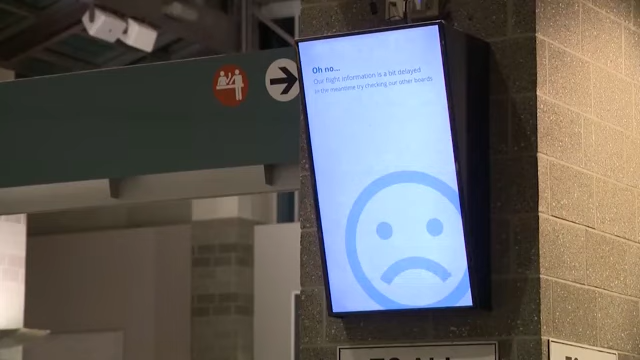 Oh no...
Our flight information is a bit delayed
In the meantime try checking our other boards